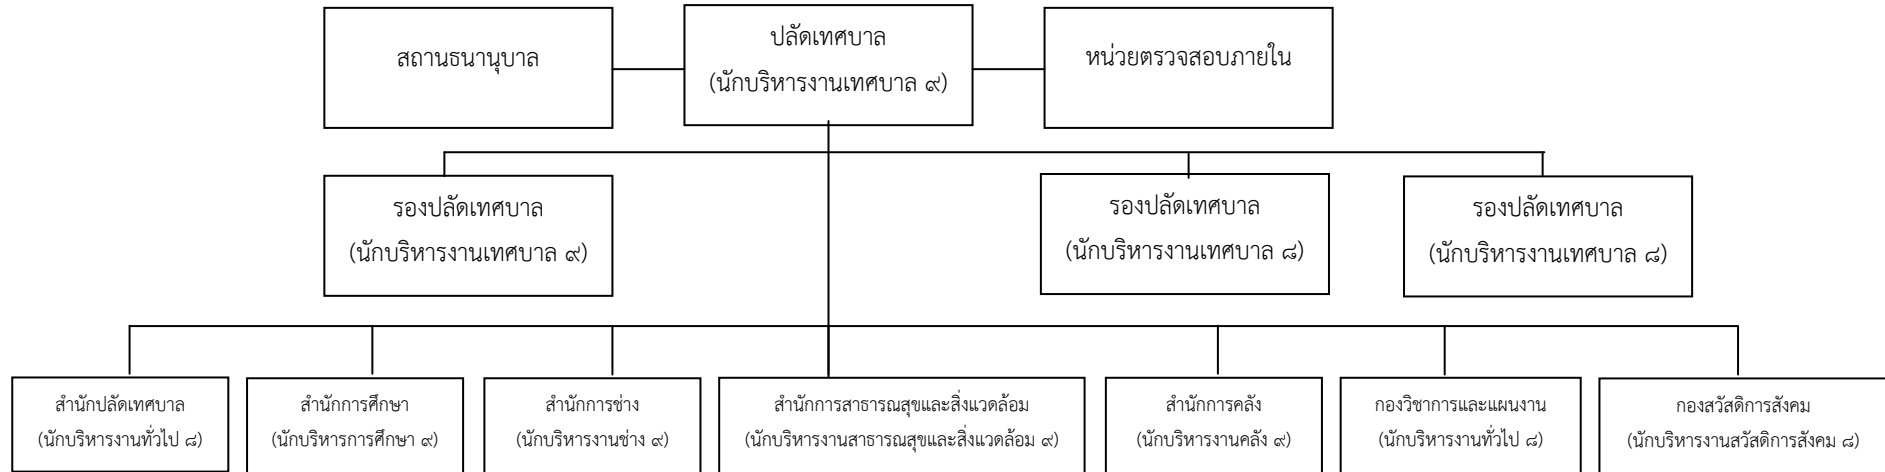 สถานธนานุบาล
ปลัดเทศบาล
(นักบริหารงานเทศบาล ๙)
หน่วยตรวจสอบภายใน
รองปลัดเทศบาล
(นักบริหารงานเทศบาล ๙)
รองปลัดเทศบาล
(นักบริหารงานเทศบาล ๘)
รองปลัดเทศบาล
(นักบริหารงานเทศบาล ๘)
สำนักปลัดเทศบาล
(นักบริหารงานทั่วไป ๘)
สำนักการศึกษา
(นักบริหารการศึกษา ๙)
สำนักการช่าง
(นักบริหารงานช่าง ๙)
สำนักการสาธารณสุขและสิ่งแวดล้อม
(นักบริหารงานสาธารณสุขและสิ่งแวดล้อม ๙)
สำนักการคลัง
(นักบริหารงานคลัง ๙)
กองวิชาการและแผนงาน
(นักบริหารงานทั่วไป ๘)
กองสวัสดิการสังคม
(นักบริหารงานสวัสดิการสังคม ๘)